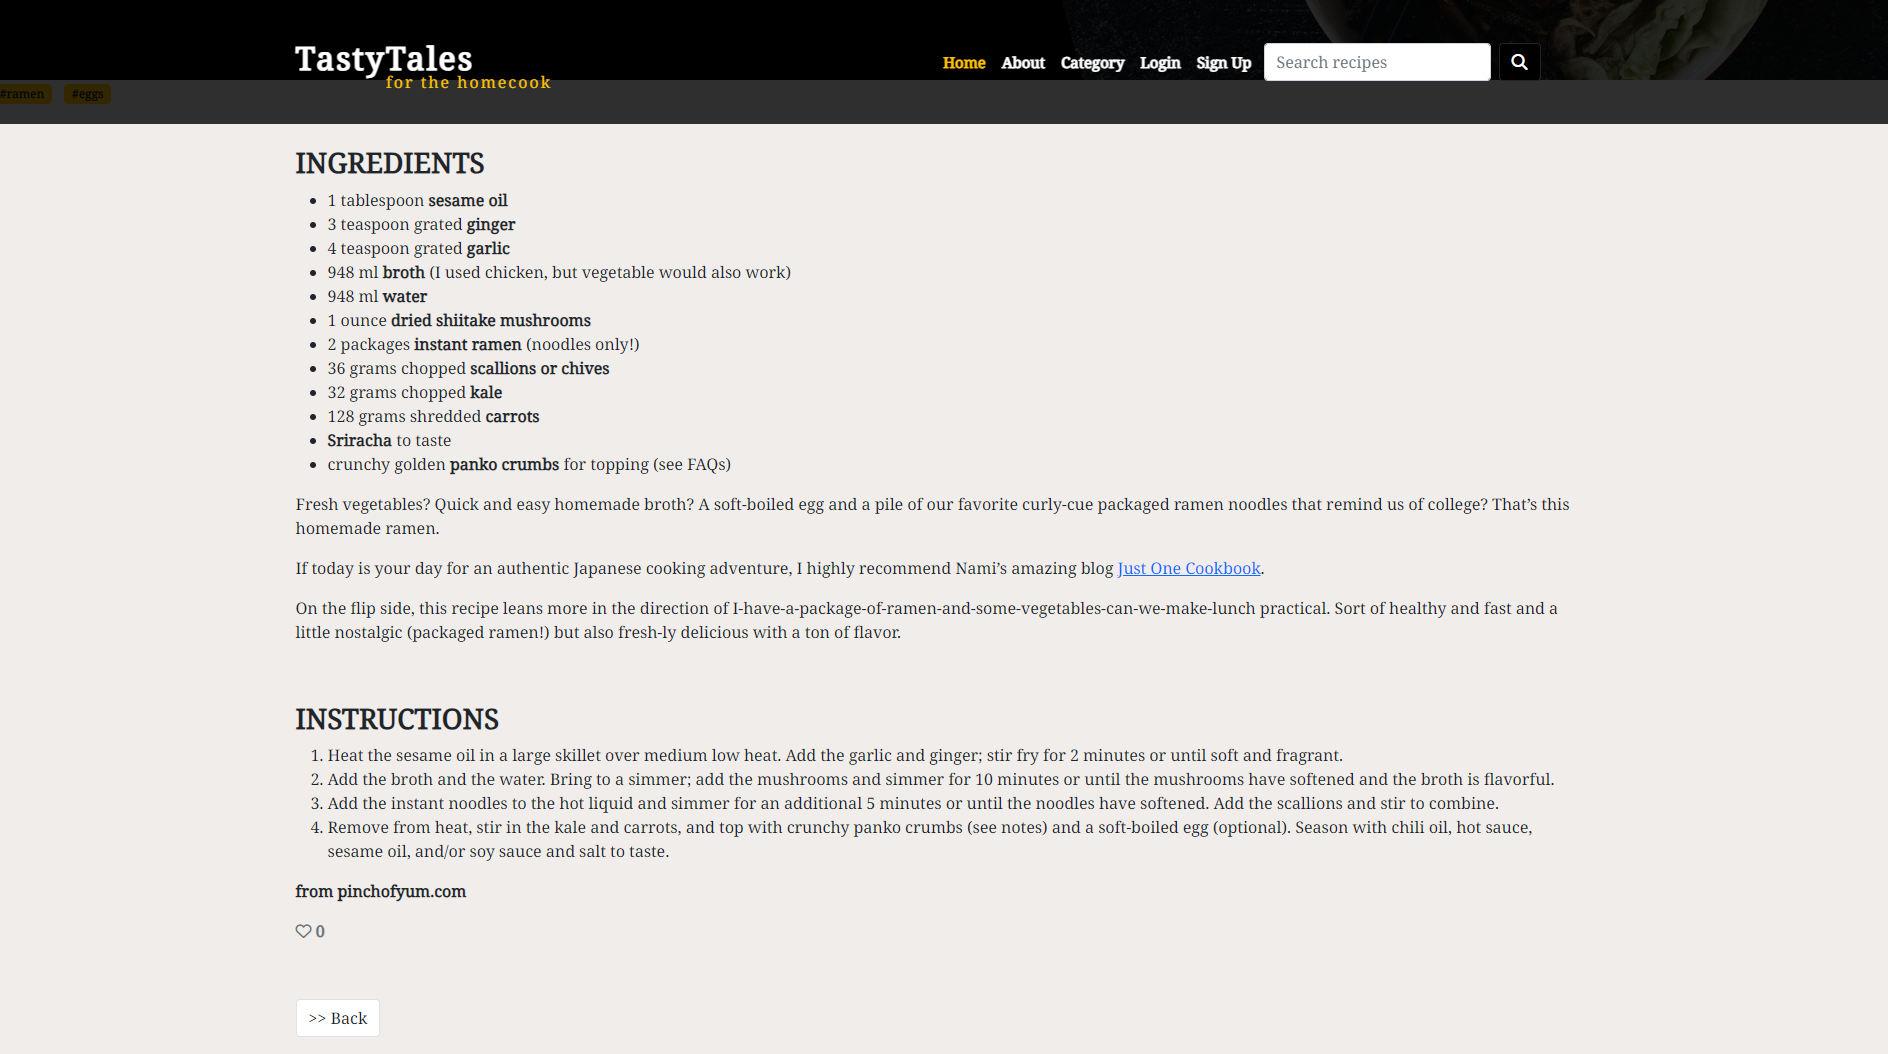 TastyTales
for the homecook
Home About Category Login Sign Up Search recipes
#ramen #eggs
INGREDIENTS
• 1 tablespoon sesame oil
• 3 teaspoon grated ginger
• 4 teaspoon grated garlic
• 948 ml broth (I used chicken, but vegetable would also work)
• 948 ml water
• 1 ounce dried shiitake mushrooms
• 2 packages instant ramen (noodles only!)
• 36 grams chopped scallions or chives
• 32 grams chopped kale
• 128 grams shredded carrots
• Sriracha to taste
• crunchy golden panko crumbs for topping (see FAQs)
Fresh vegetables? Quick and easy homemade broth? A soft-boiled egg and a pile of our favorite curly-cue packaged ramen noodles that remind us of college? That’s this
homemade ramen.
If today is your day for an authentic Japanese cooking adventure, I highly recommend Nami’s amazing blog Just One Cookbook.
On the flip side, this recipe leans more in the direction of I-have-a-package-of-ramen-and-some-vegetables-can-we-make-lunch practical. Sort of healthy and fast and a
little nostalgic (packaged ramen!) but also fresh-ly delicious with a ton of flavor.
INSTRUCTIONS
1. Heat the sesame oil in a large skillet over medium low heat. Add the garlic and ginger; stir fry for 2 minutes or until soft and fragrant.
2. Add the broth and the water. Bring to a simmer; add the mushrooms and simmer for 10 minutes or until the mushrooms have softened and the broth is flavorful.
3. Add the instant noodles to the hot liquid and simmer for an additional 5 minutes or until the noodles have softened. Add the scallions and stir to combine.
4. Remove from heat, stir in the kale and carrots, and top with crunchy panko crumbs (see notes) and a soft-boiled egg (optional). Season with chili oil, hot sauce,
sesame oil, and/or soy sauce and salt to taste.
from pinchofyum.com
0
>> Back